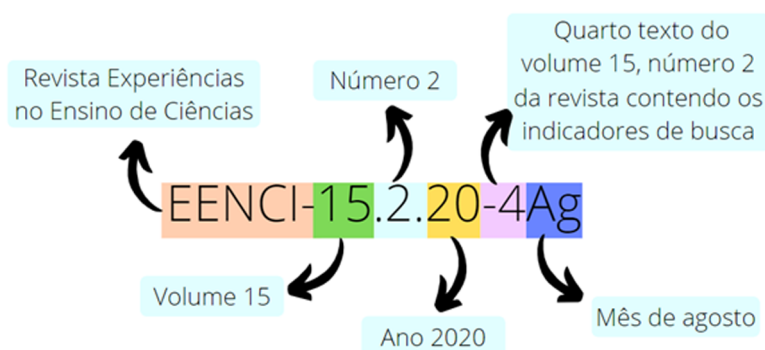 Revista Experiências
no Ensino de Ciências
Número 2
Quarto texto do
volume 15, número 2
da revista contendo os
indicadores de busca
EENCI-15.2.20-4Ag
Volume 15
Ano 2020
Mês de agosto